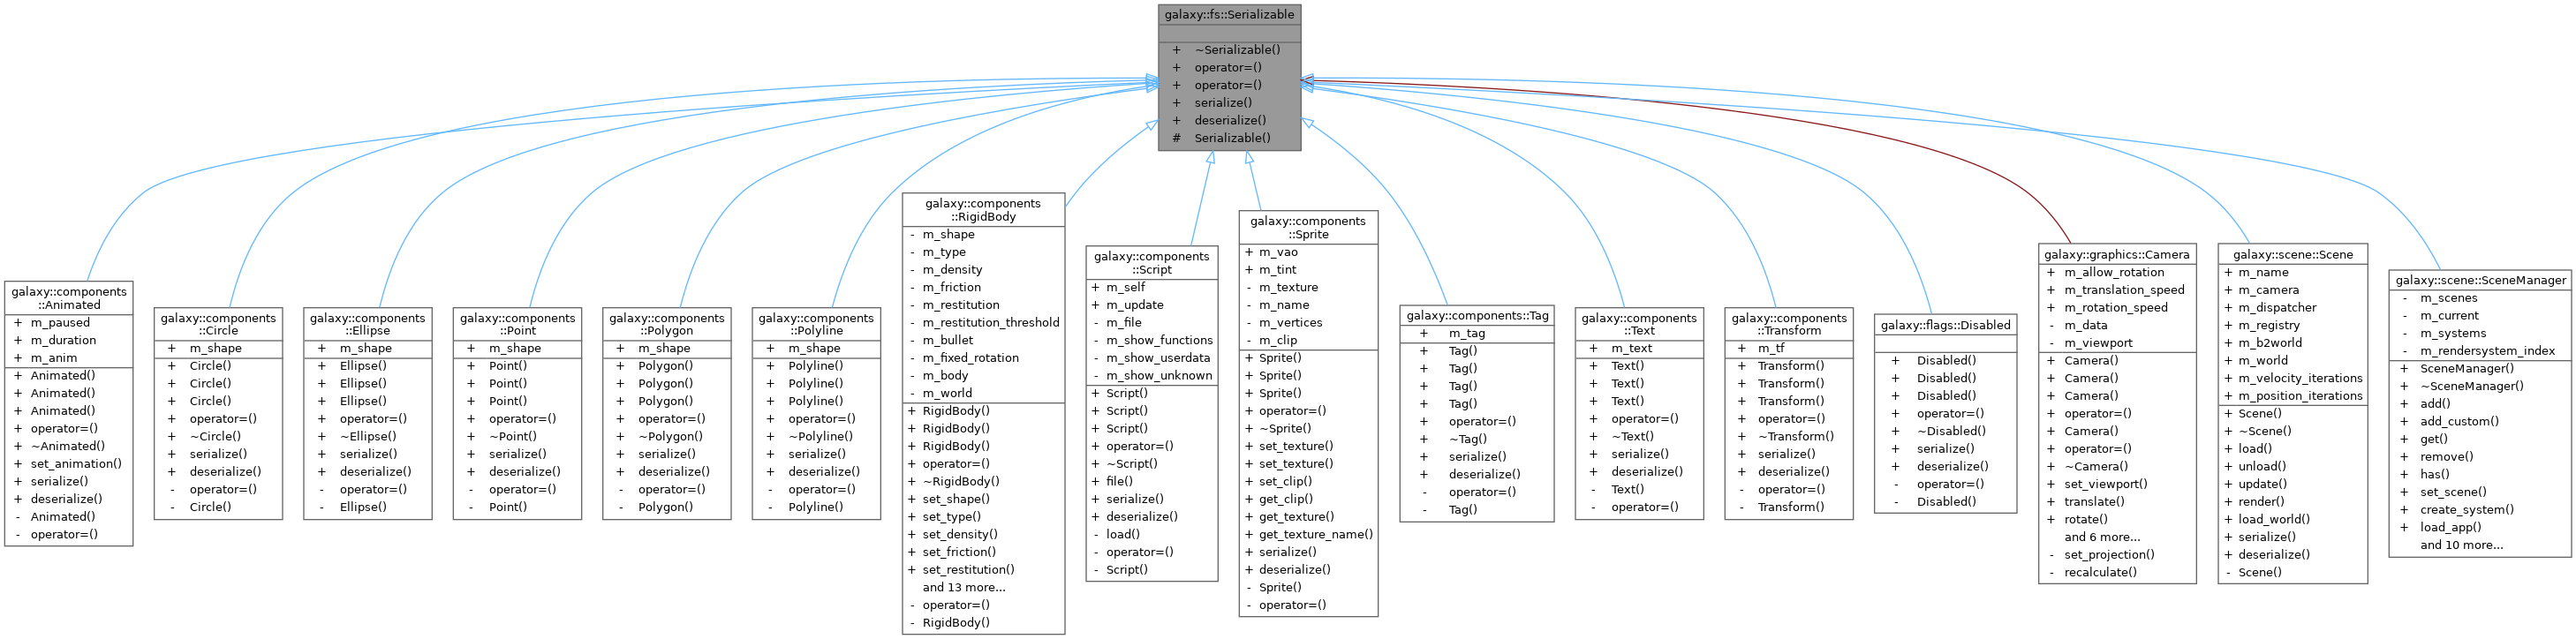 galaxy::fs::Serializable
+ ~Serializable()
+ operator=()
+ operator=()
+ serialize()
+ deserialize()
# Serializable()
galaxy::components
::Animated
+ m_paused
+ m_duration
+ m_anim
+ Animated()
+ Animated()
+ Animated()
+ operator=()
+ ~Animated()
+ set_animation()
+ serialize()
+ deserialize()
- Animated()
- operator=()
galaxy::components
::Circle
+ m_shape
+ Circle()
+ Circle()
+ Circle()
+ operator=()
+ ~Circle()
+ serialize()
+ deserialize()
- operator=()
- Circle()
galaxy::components
::Ellipse
+ m_shape
+ Ellipse()
+ Ellipse()
+ Ellipse()
+ operator=()
+ ~Ellipse()
+ serialize()
+ deserialize()
- operator=()
- Ellipse()
galaxy::components
::Point
+ m_shape
+ Point()
+ Point()
+ Point()
+ operator=()
+ ~Point()
+ serialize()
+ deserialize()
- operator=()
- Point()
galaxy::components
::Polygon
+ m_shape
+ Polygon()
+ Polygon()
+ Polygon()
+ operator=()
+ ~Polygon()
+ serialize()
+ deserialize()
- operator=()
- Polygon()
galaxy::components
::Polyline
+ m_shape
+ Polyline()
+ Polyline()
+ Polyline()
+ operator=()
+ ~Polyline()
+ serialize()
+ deserialize()
- operator=()
- Polyline()
galaxy::components
::RigidBody
- m_shape
- m_type
- m_density
- m_friction
- m_restitution
- m_restitution_threshold
- m_bullet
- m_fixed_rotation
- m_body
- m_world
+ RigidBody()
+ RigidBody()
+ RigidBody()
+ operator=()
+ ~RigidBody()
+ set_shape()
+ set_type()
+ set_density()
+ set_friction()
+ set_restitution()
and 13 more...
- operator=()
- RigidBody()
galaxy::components
::Script
+ m_self
+ m_update
- m_file
- m_show_functions
- m_show_userdata
- m_show_unknown
+ Script()
+ Script()
+ Script()
+ operator=()
+ ~Script()
+ file()
+ serialize()
+ deserialize()
- load()
- operator=()
- Script()
galaxy::components
::Sprite
+ m_vao
+ m_tint
- m_texture
- m_name
- m_vertices
- m_clip
+ Sprite()
+ Sprite()
+ Sprite()
+ operator=()
+ ~Sprite()
+ set_texture()
+ set_texture()
+ set_clip()
+ get_clip()
+ get_texture()
+ get_texture_name()
+ serialize()
+ deserialize()
- Sprite()
- operator=()
galaxy::components::Tag
+ m_tag
+ Tag()
+ Tag()
+ Tag()
+ Tag()
+ operator=()
+ ~Tag()
+ serialize()
+ deserialize()
- operator=()
- Tag()
galaxy::components
::Text
+ m_text
+ Text()
+ Text()
+ Text()
+ operator=()
+ ~Text()
+ serialize()
+ deserialize()
- Text()
- operator=()
galaxy::components
::Transform
+ m_tf
+ Transform()
+ Transform()
+ Transform()
+ operator=()
+ ~Transform()
+ serialize()
+ deserialize()
- operator=()
- Transform()
galaxy::flags::Disabled
+ Disabled()
+ Disabled()
+ Disabled()
+ operator=()
+ ~Disabled()
+ serialize()
+ deserialize()
- operator=()
- Disabled()
galaxy::graphics::Camera
+ m_allow_rotation
+ m_translation_speed
+ m_rotation_speed
- m_data
- m_viewport
+ Camera()
+ Camera()
+ Camera()
+ operator=()
+ Camera()
+ operator=()
+ ~Camera()
+ set_viewport()
+ translate()
+ rotate()
and 6 more...
- set_projection()
- recalculate()
galaxy::scene::Scene
+ m_name
+ m_camera
+ m_dispatcher
+ m_registry
+ m_b2world
+ m_world
+ m_velocity_iterations
+ m_position_iterations
+ Scene()
+ ~Scene()
+ load()
+ unload()
+ update()
+ render()
+ load_world()
+ serialize()
+ deserialize()
- Scene()
galaxy::scene::SceneManager
- m_scenes
- m_current
- m_systems
- m_rendersystem_index
+ SceneManager()
+ ~SceneManager()
+ add()
+ add_custom()
+ get()
+ remove()
+ has()
+ set_scene()
+ create_system()
+ load_app()
and 10 more...